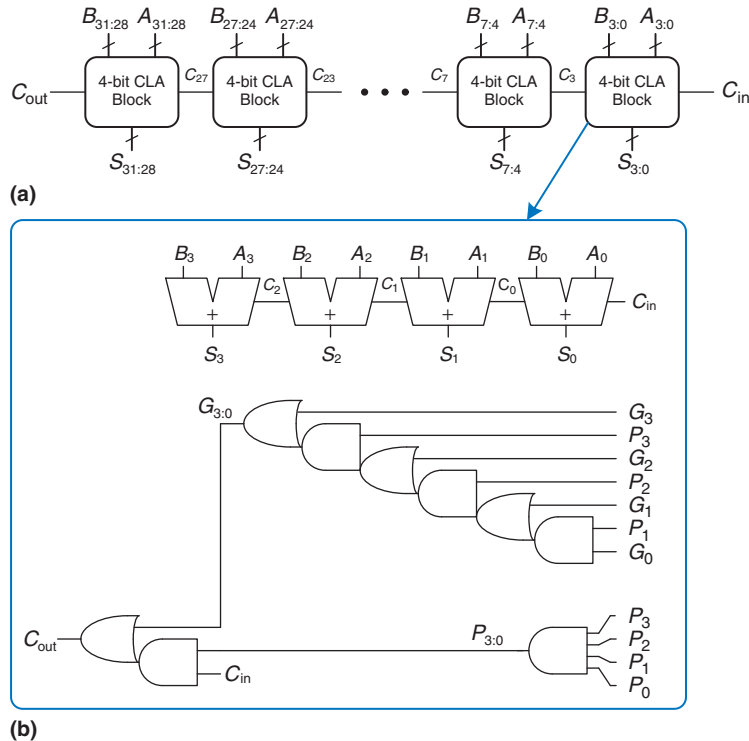 B31:28 A31:28 B27:24 A27:24 B7:4 A7:4 B3:0 A3:0
Cout 4-bit CLA Block C27 4-bit CLA Block C23 • • • C7 4-bit CLA Block C3 4-bit CLA Block Cin
S31:28 S27:24 S7:4 S3:0
(a)
B3 A3 B2 A2 B1 A1 B0 A0
C2 C1 C0 Cin
+ + + +
S3 S2 S1 S0
G3:0 G3
P3
G2
P2
G1
P1
G0
Cout P3:0 P3
P2
P1
Cin P0
(b)